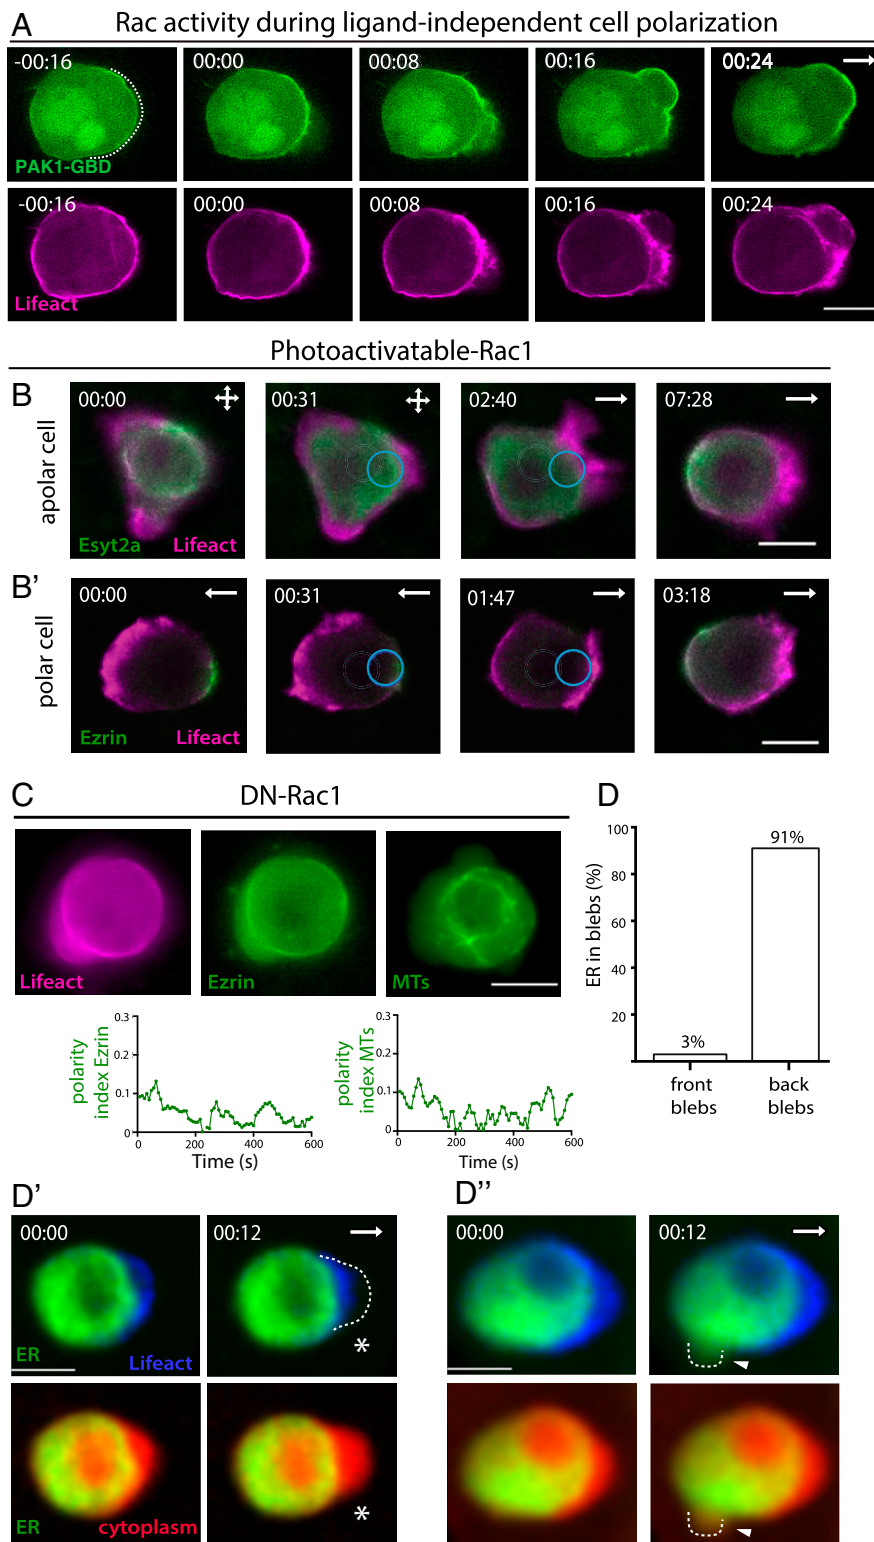 A
Rac activity during ligand-independent cell polarization
-00:16 00:00 00:08 00:16 00:24
PAK1-GBD
-00:16 00:00 00:08 00:16 00:24
Lifeact
Photoactivatable-Rac1
B
apolar cell
00:00 00:31 02:40 07:28
Esyt2a Lifeact
B'
polar cell
00:00 00:31 01:47 03:18
Ezrin Lifeact
C
DN-Rac1
Lifeact Ezrin MTs
polarity
index Ezrin
0.3
0.2
0.1
0
0 200 400 600
Time (s)
polarity
index MTs
0.3
0.2
0.1
0
0 200 400 600
Time (s)
D
ER in blebs (%)
100
80
60
40
20
3%
91%
front
blebs
back
blebs
D'
00:00 00:12
ER Lifeact
*
ER cytoplasm
*
D''
00:00 00:12